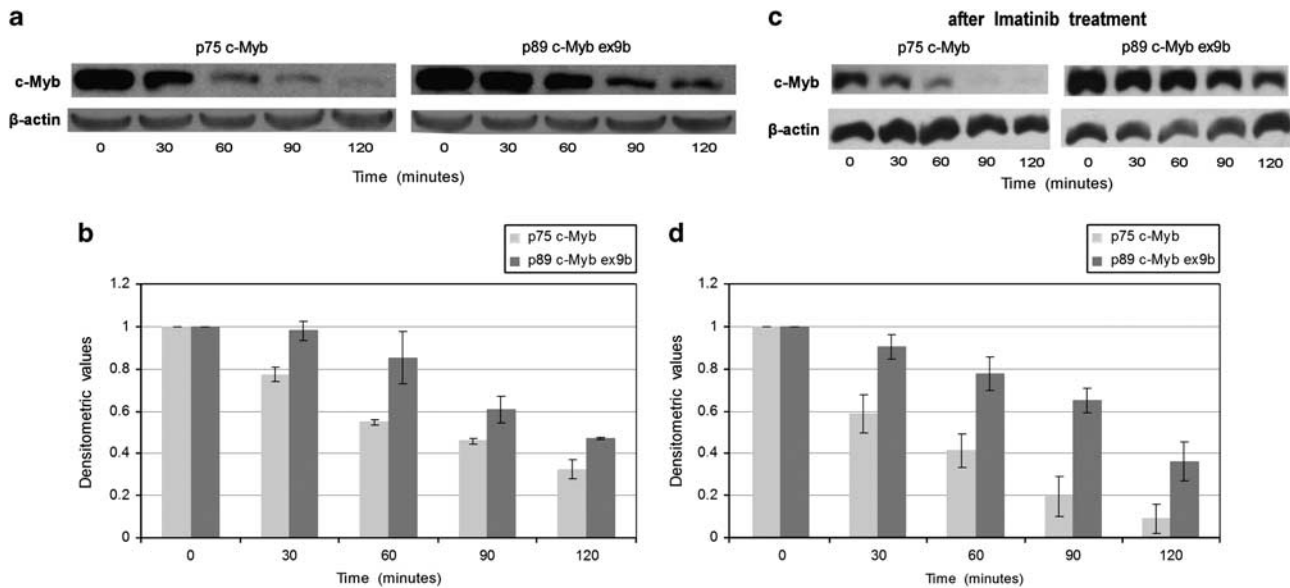 a
p75 c-Myb
p89 c-Myb ex9b
c-Myb
β-actin
0 30 60 90 120
0 30 60 90 120
Time (minutes)
c
after Imatinib treatment
p75 c-Myb
p89 c-Myb ex9b
c-Myb
β-actin
0 30 60 90 120
0 30 60 90 120
Time (minutes)
b
p75 c-Myb
p89 c-Myb ex9b
Densitometric values
1.2
1
0.8
0.6
0.4
0.2
0
0 30 60 90 120
Time (minutes)
d
p75 c-Myb
p89 c-Myb ex9b
Densitometric values
1.2
1
0.8
0.6
0.4
0.2
0
0 30 60 90 120
Time (minutes)